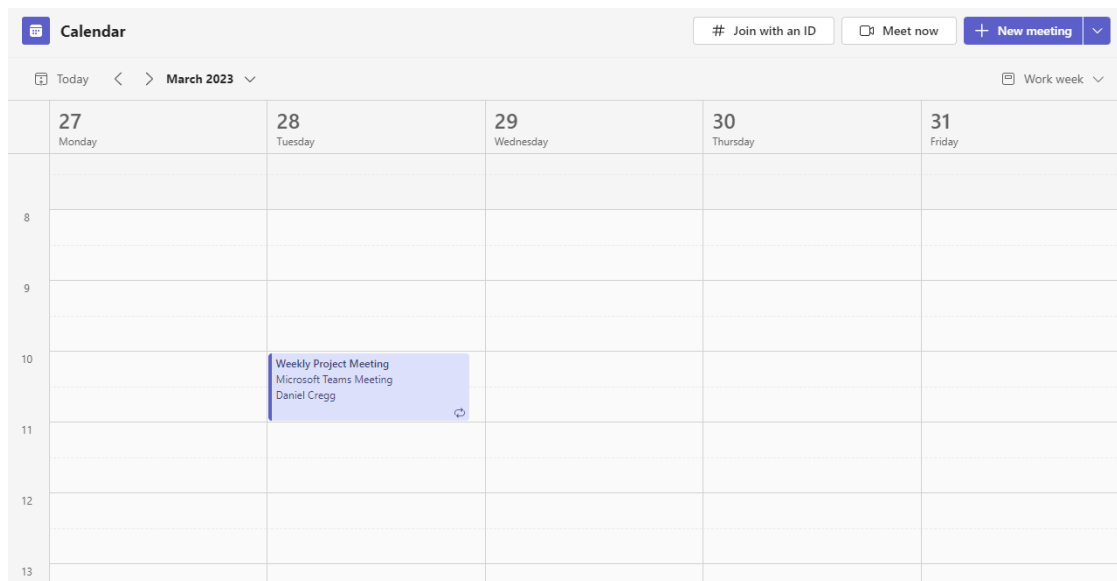 Calendar
# Join with an ID
Meet now
+ New meeting
Today
March 2023
Work week
27
Monday
28
Tuesday
29
Wednesday
30
Thursday
31
Friday
8
9
10
Weekly Project Meeting
Microsoft Teams Meeting
Daniel Cregg
11
12
13